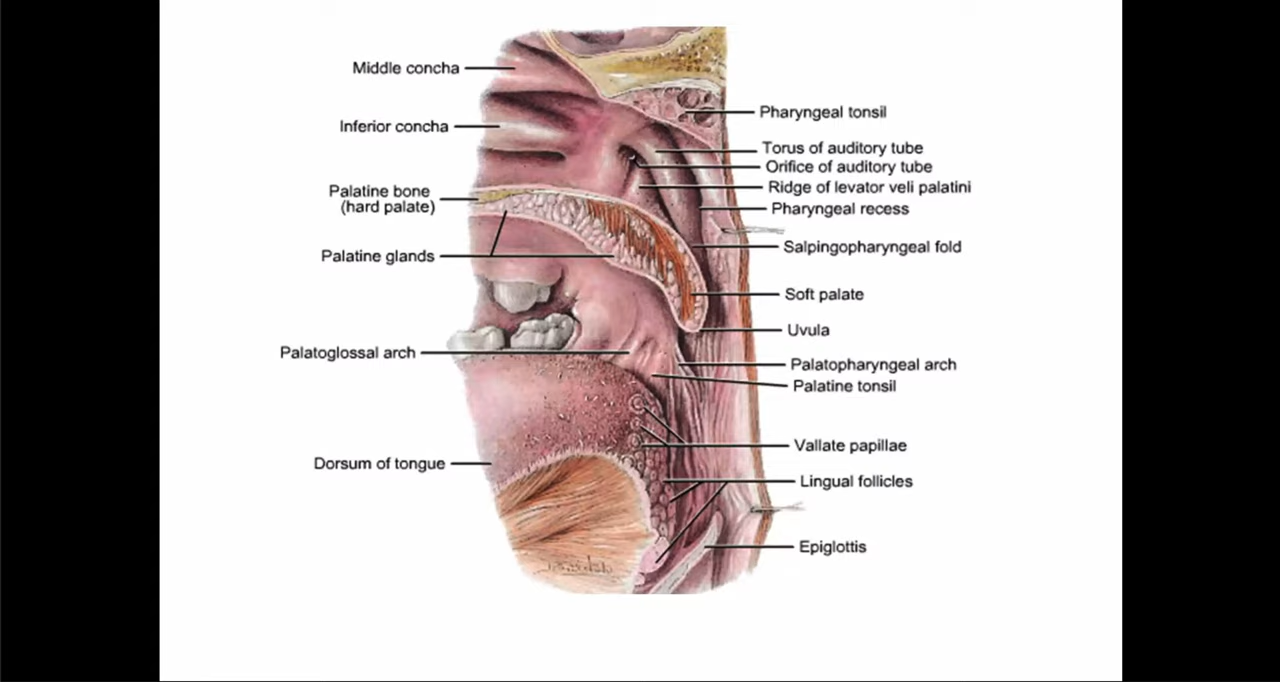 Middle concha
Inferior concha
Palatine bone
(hard palate)
Palatine glands
Palatoglossal arch
Dorsum of tongue
Pharyngeal tonsil
Torus of auditory tube
Orifice of auditory tube
Ridge of levator veli palatini
Pharyngeal recess
Salpingopharyngeal fold
Soft palate
Uvula
Palatopharyngeal arch
Palatine tonsil
Vallate papillae
Lingual follicles
Epiglottis